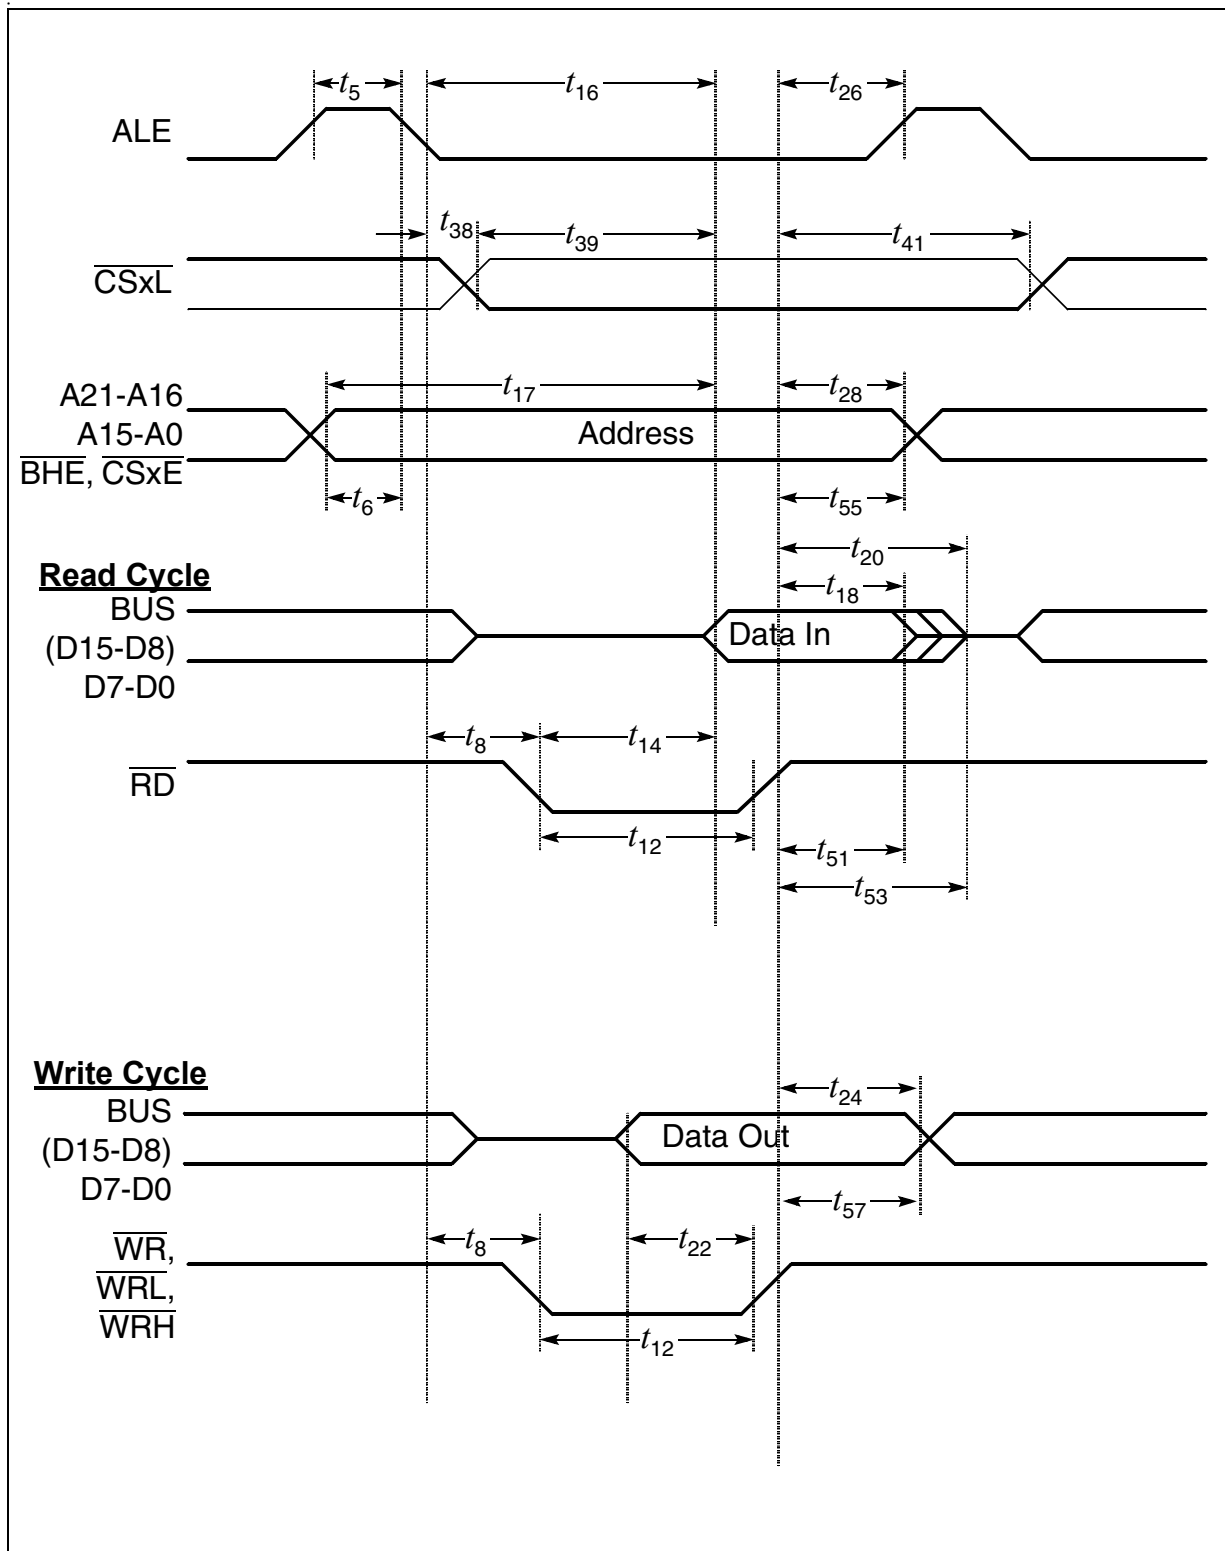 t5 t16 t26
ALE
t38 t39 t41
CSxL
t17 t28
A21-A16
A15-A0
BHE, CSxE
Address
t6 t55
t20
Read Cycle
t18
BUS
(D15-D8)
D7-D0
Data In
t8 t14
RD
t12 t51
t53
Write Cycle
t24
BUS
(D15-D8)
D7-D0
Data Out
t57
t8 t22
WR,
WRL,
WRH
t12